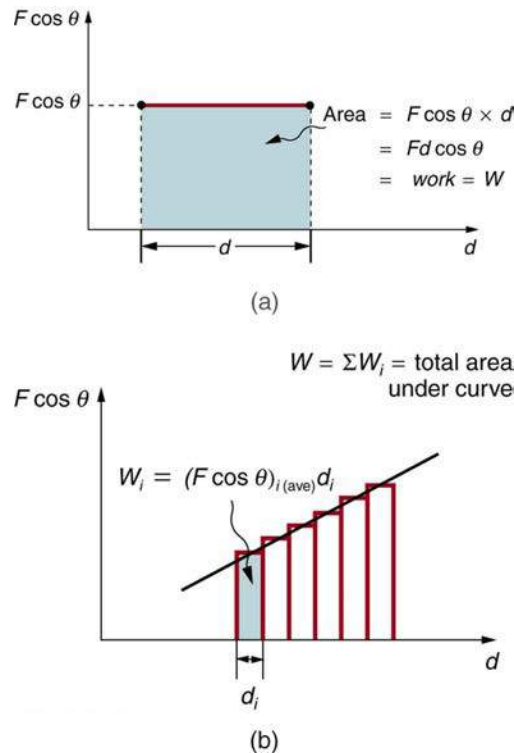 F cos θ
F cos θ
Area = F cos θ × d
= Fd cos θ
= work = W
d
d
(a)
W = ΣWi = total area
under curve
F cos θ
Wi = (F cos θ)i (ave) di
d
di
(b)